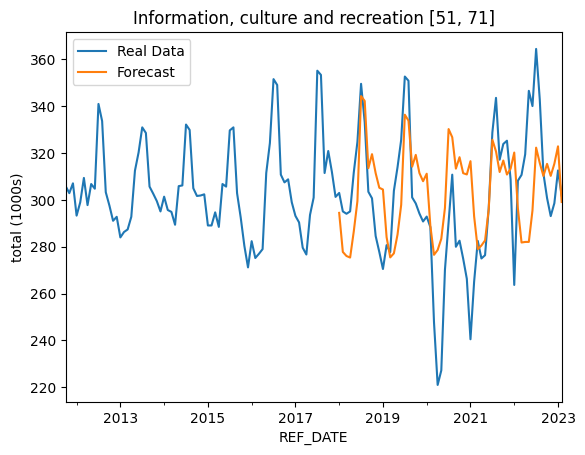 Information, culture and recreation [51, 71]
Real Data
Forecast
total (1000s)
360
340
320
300
280
260
240
220
2013
2015
2017
2019
2021
2023
REF_DATE